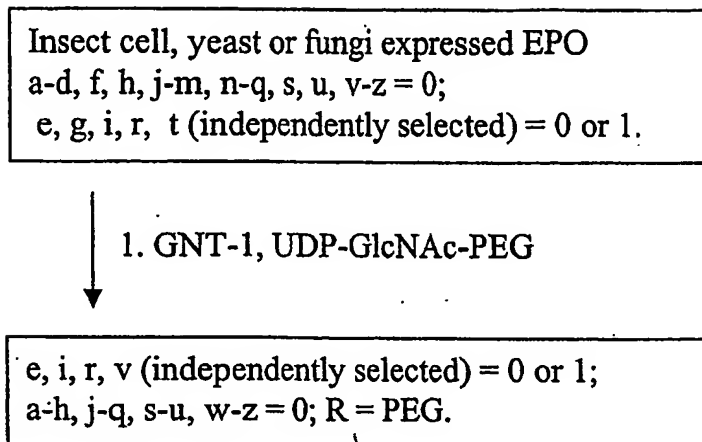 Insect cell, yeast or fungi expressed EPO
a-d, f, h, j-m, n-q, s, u, v-z = 0;
e, g, i, r, t (independently selected) = 0 or 1.
1. GNT-1, UDP-GlcNAc-PEG
e, i, r, v (independently selected) = 0 or 1;
a-h, j-q, s-u, w-z = 0; R = PEG.